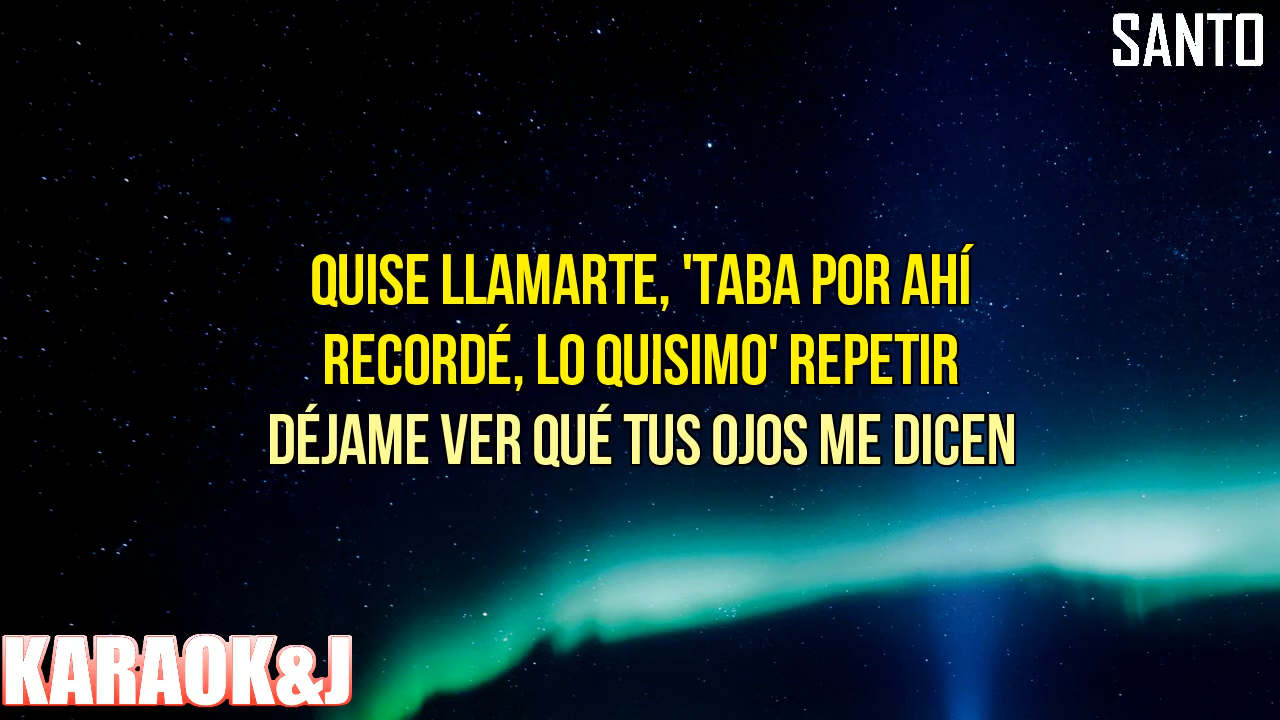 SANTO
QUISE LLAMARTE, 'TABA POR AHÍ
RECORDÉ, LO QUISIMO' REPETIR
DÉJAME VER QUÉ TUS OJOS ME DICEN
KARAOK&J